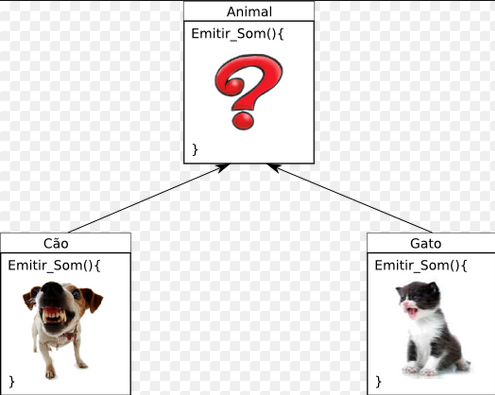 Animal
Emitir_Som(){
?
}
Cão
Emitir_Som(){
}
Gato
Emitir_Som(){
}